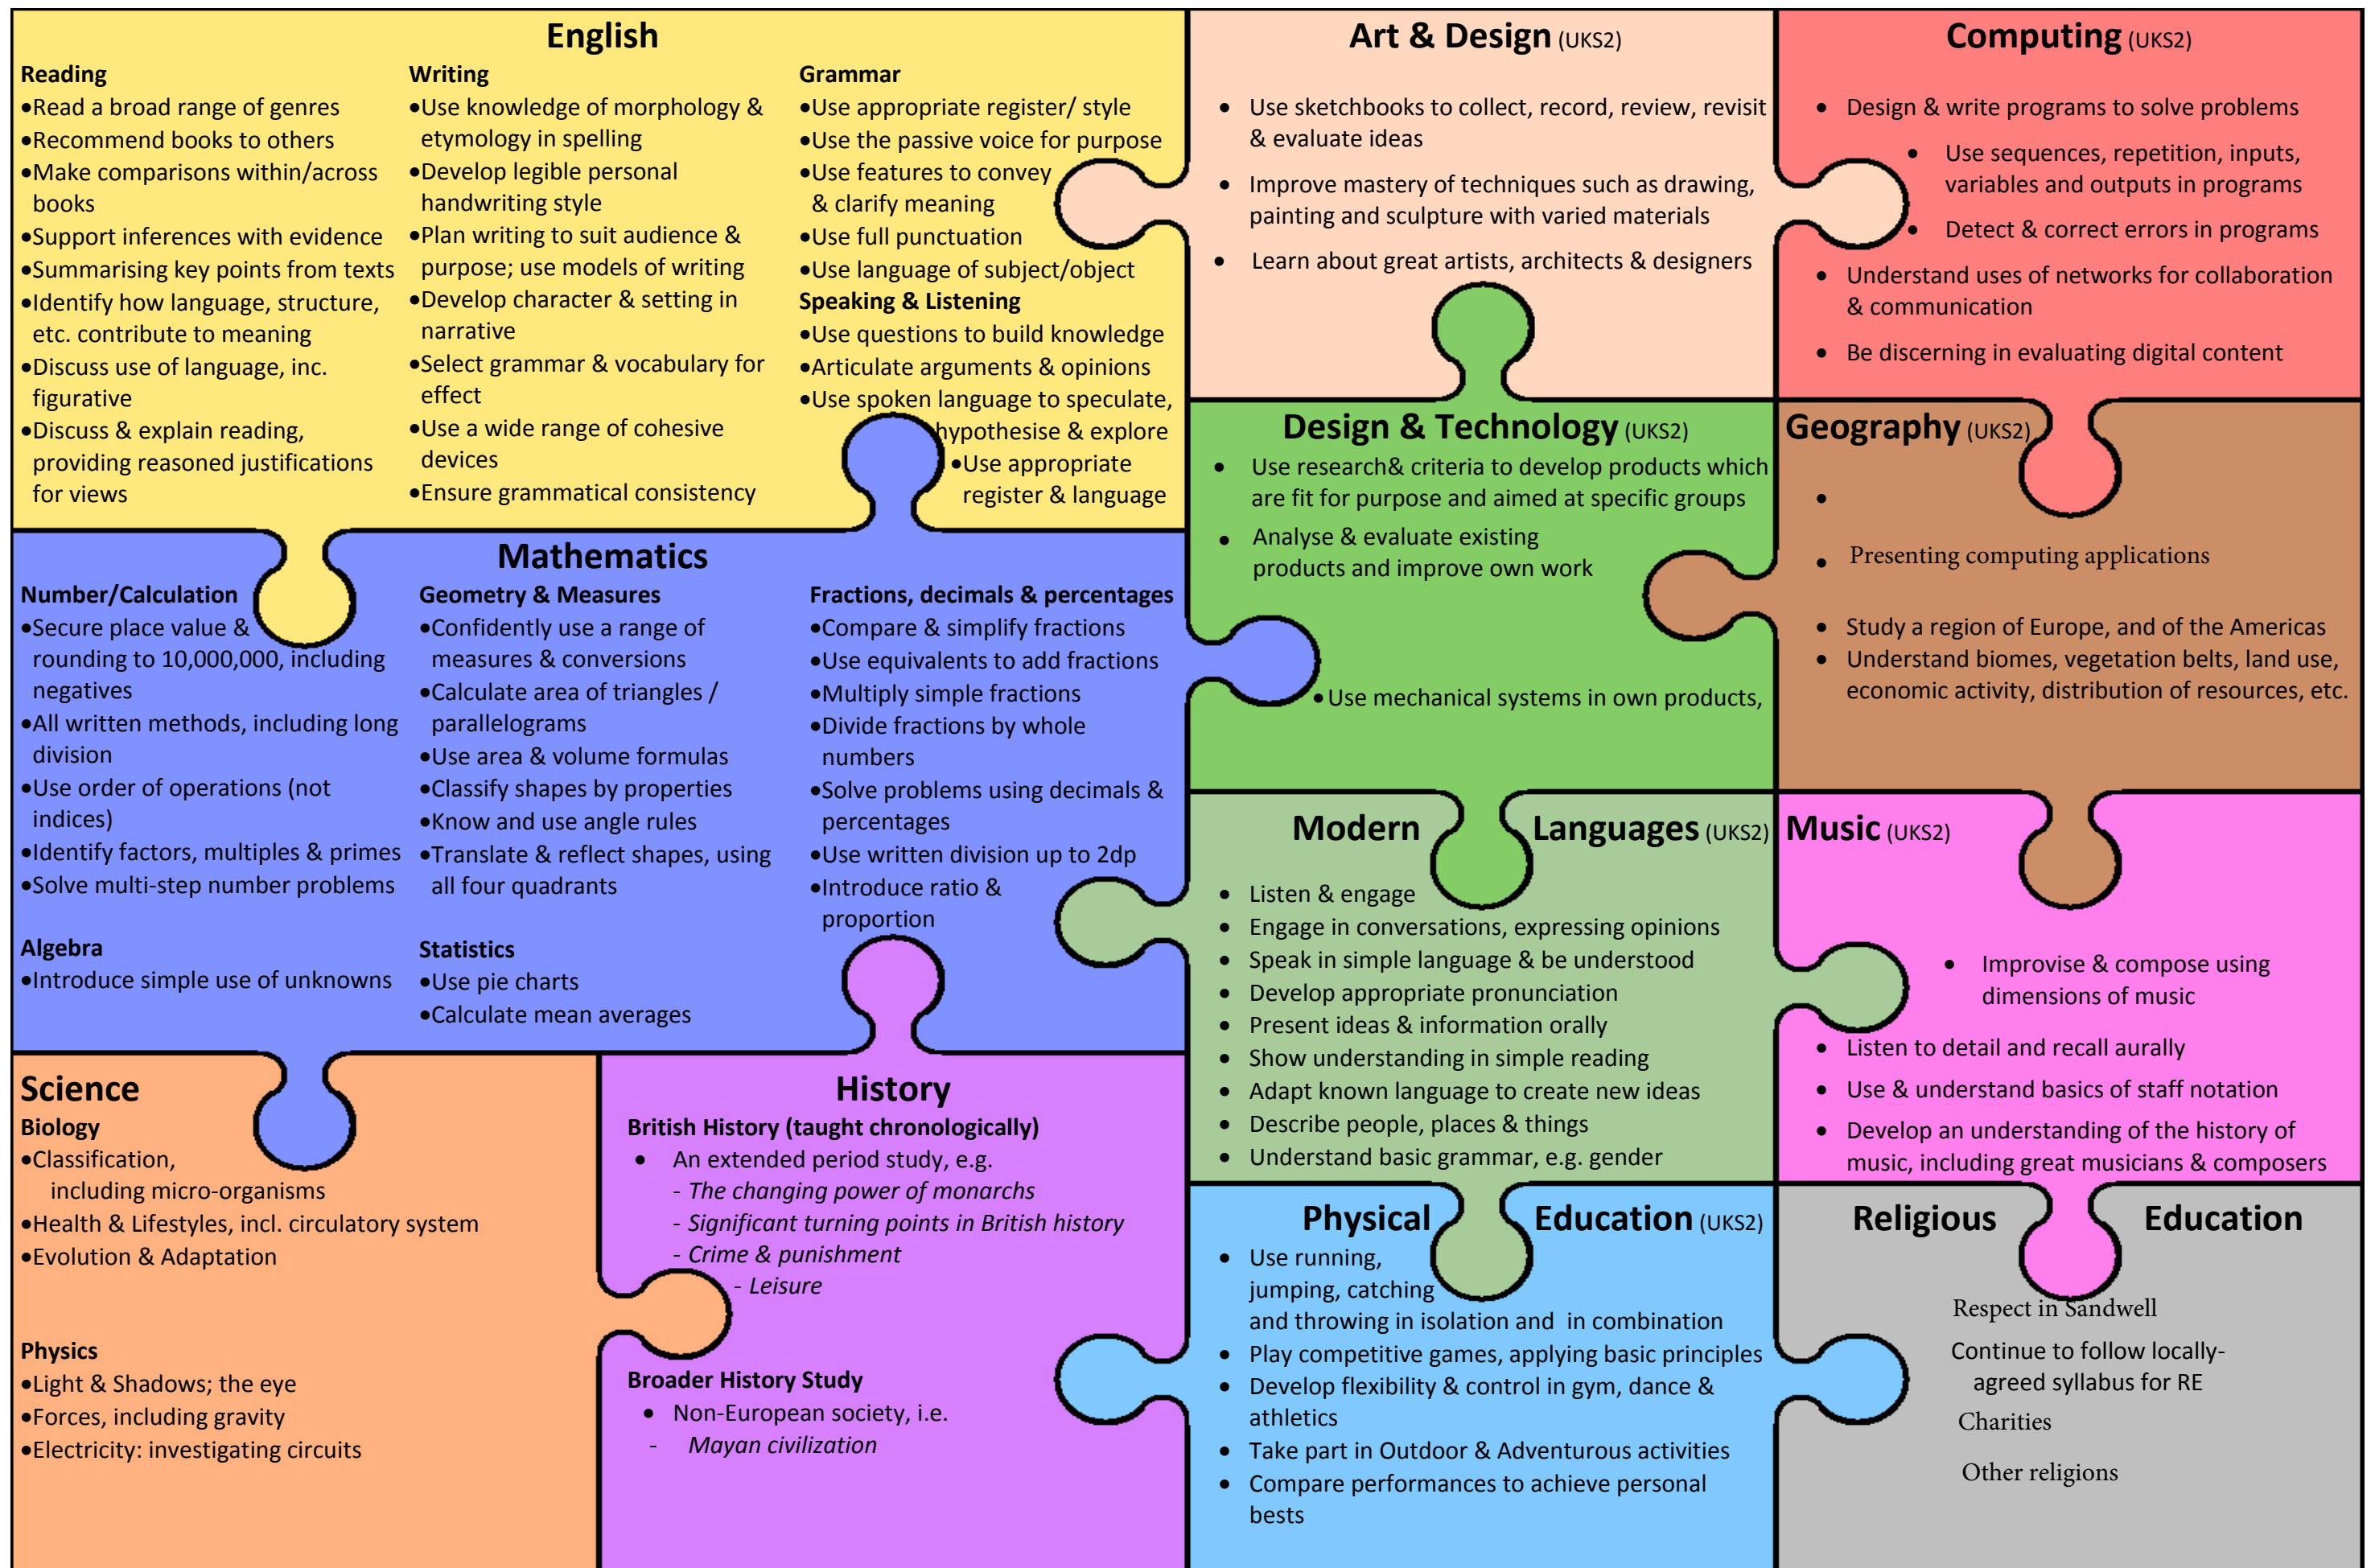 English
Reading
•Read a broad range of genres
•Recommend books to others
•Make comparisons within/across
books
•Support inferences with evidence
•Summarising key points from texts
•Identify how language, structure,
etc. contribute to meaning
•Discuss use of language, inc.
figurative
•Discuss & explain reading,
providing reasoned justifications
for views
Writing
•Use knowledge of morphology &
etymology in spelling
•Develop legible personal
handwriting style
•Plan writing to suit audience &
purpose; use models of writing
•Develop character & setting in
narrative
•Select grammar & vocabulary for
effect
•Use a wide range of cohesive
devices
•Ensure grammatical consistency
Grammar
•Use appropriate register/ style
•Use the passive voice for purpose
•Use features to convey
& clarify meaning
•Use full punctuation
•Use language of subject/object
Speaking & Listening
•Use questions to build knowledge
•Articulate arguments & opinions
•Use spoken language to speculate,
hypothesise & explore
•Use appropriate
register & language
Art & Design (UKS2)
• Use sketchbooks to collect, record, review, revisit
& evaluate ideas
• Improve mastery of techniques such as drawing,
painting and sculpture with varied materials
• Learn about great artists, architects & designers
Computing (UKS2)
• Design & write programs to solve problems
• Use sequences, repetition, inputs,
variables and outputs in programs
• Detect & correct errors in programs
• Understand uses of networks for collaboration
& communication
• Be discerning in evaluating digital content
Design & Technology (UKS2)
• Use research& criteria to develop products which
are fit for purpose and aimed at specific groups
• Analyse & evaluate existing
products and improve own work
• Use mechanical systems in own products,
Geography (UKS2)
•
• Presenting computing applications
• Study a region of Europe, and of the Americas
• Understand biomes, vegetation belts, land use,
economic activity, distribution of resources, etc.
Mathematics
Number/Calculation
•Secure place value &
rounding to 10,000,000, including
negatives
•All written methods, including long
division
•Use order of operations (not
indices)
•Identify factors, multiples & primes
•Solve multi-step number problems
Algebra
•Introduce simple use of unknowns
Geometry & Measures
•Confidently use a range of
measures & conversions
•Calculate area of triangles /
parallelograms
•Use area & volume formulas
•Classify shapes by properties
•Know and use angle rules
•Translate & reflect shapes, using
all four quadrants
Statistics
•Use pie charts
•Calculate mean averages
Fractions, decimals & percentages
•Compare & simplify fractions
•Use equivalents to add fractions
•Multiply simple fractions
•Divide fractions by whole
numbers
•Solve problems using decimals &
percentages
•Use written division up to 2dp
•Introduce ratio &
proportion
Modern Languages (UKS2)
• Listen & engage
• Engage in conversations, expressing opinions
• Speak in simple language & be understood
• Develop appropriate pronunciation
• Present ideas & information orally
• Show understanding in simple reading
• Adapt known language to create new ideas
• Describe people, places & things
• Understand basic grammar, e.g. gender
Music (UKS2)
• Improvise & compose using
dimensions of music
• Listen to detail and recall aurally
• Use & understand basics of staff notation
• Develop an understanding of the history of
music, including great musicians & composers
Science
Biology
•Classification,
including micro-organisms
•Health & Lifestyles, incl. circulatory system
•Evolution & Adaptation
Physics
•Light & Shadows; the eye
•Forces, including gravity
•Electricity: investigating circuits
History
British History (taught chronologically)
• An extended period study, e.g.
- The changing power of monarchs
- Significant turning points in British history
- Crime & punishment
- Leisure
Broader History Study
• Non-European society, i.e.
- Mayan civilization
Physical Education (UKS2)
• Use running,
jumping, catching
and throwing in isolation and in combination
• Play competitive games, applying basic principles
• Develop flexibility & control in gym, dance &
athletics
• Take part in Outdoor & Adventurous activities
• Compare performances to achieve personal
bests
Religious Education
Respect in Sandwell
Continue to follow locally-
agreed syllabus for RE
Charities
Other religions